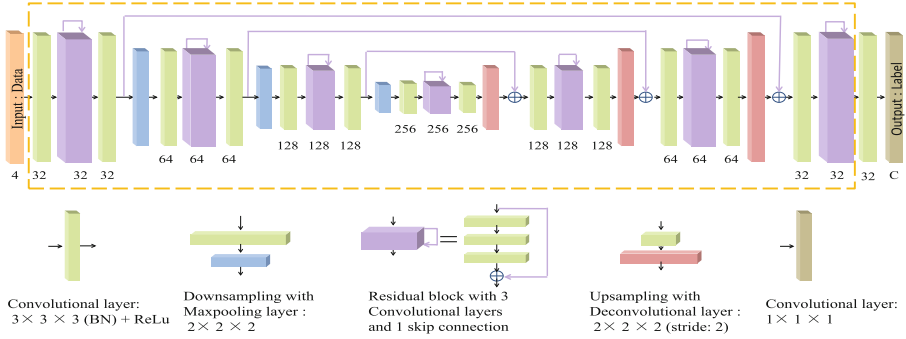 Input : Data
Output : Label
4
32
32
32
64
64
64
128
128
128
256
256
256
128
128
128
64
64
64
32
32
32
C
Convolutional layer:
3× 3× 3 (BN) + ReLu
Downsampling with
Maxpooling layer :
2× 2× 2
Residual block with 3
Convolutional layers
and 1 skip connection
Upsampling with
Deconvolutional layer :
2× 2× 2 (stride: 2)
Convolutional layer:
1× 1× 1